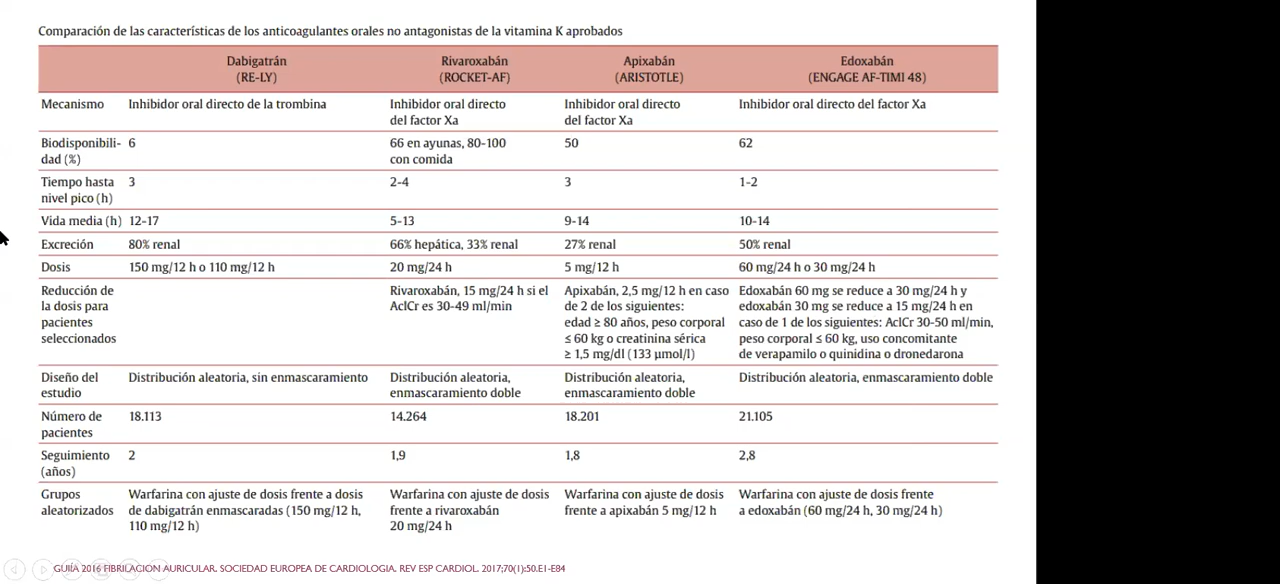 Comparación de las características de los anticoagulantes orales no antagonistas de la vitamina K aprobados
Dabigatrán Rivaroxabán Apixabán Edoxabán
(RE-LY) (ROCKET-AF) (ARISTOTLE) (ENGAGE AF-TIMI 48)
Mecanismo Inhibidor oral directo de la trombina Inhibidor oral directo Inhibidor oral directo Inhibidor oral directo del factor Xa
del factor Xa del factor Xa
Biodisponibili- 6 66 en ayunas, 80-100 50 62
dad (%) con comida
Tiempo hasta 3 2-4 3 1-2
nivel pico (h)
Vida media (h) 12-17 5-13 9-14 10-14
Excreción 80% renal 66% hepática, 33% renal 27% renal 50% renal
Dosis 150 mg/12 h o 110 mg/12 h 20 mg/24 h 5 mg/12 h 60 mg/24 h o 30 mg/24 h
Reducción de Rivaroxabán, 15 mg/24 h si el Apixabán, 2,5 mg/12 h en caso Edoxabán 60 mg se reduce a 30 mg/24 h y
la dosis para AclCr es 30-49 ml/min de 2 de los siguientes: edoxabán 30 mg se reduce a 15 mg/24 h en
pacientes edad ≥ 80 años, peso corporal caso de 1 de los siguientes: AclCr 30-50 ml/min,
seleccionados ≤ 60 kg o creatinina sérica peso corporal ≤ 60 kg, uso concomitante
≥ 1,5 mg/dl (133 μmol/l) de verapamilo o quinidina o dronedarona
Diseño del Distribución aleatoria, sin enmascaramiento Distribución aleatoria, Distribución aleatoria, Distribución aleatoria, enmascaramiento doble
estudio enmascaramiento doble enmascaramiento doble
Número de 18.113 14.264 18.201 21.105
pacientes
Seguimiento 2 1,9 1,8 2,8
(años)
Grupos Warfarina con ajuste de dosis frente a dosis Warfarina con ajuste de dosis Warfarina con ajuste de dosis Warfarina con ajuste de dosis frente
aleatorizados de dabigatrán enmascaradas (150 mg/12 h, frente a rivaroxabán frente a apixabán 5 mg/12 h a edoxabán (60 mg/24 h, 30 mg/24 h)
110 mg/12 h) 20 mg/24 h
GUÍA 2016 FIBRILACION AURICULAR. SOCIEDAD EUROPEA DE CARDIOLOGIA. REV ESP CARDIOL. 2017;70(1):50.E1-E84